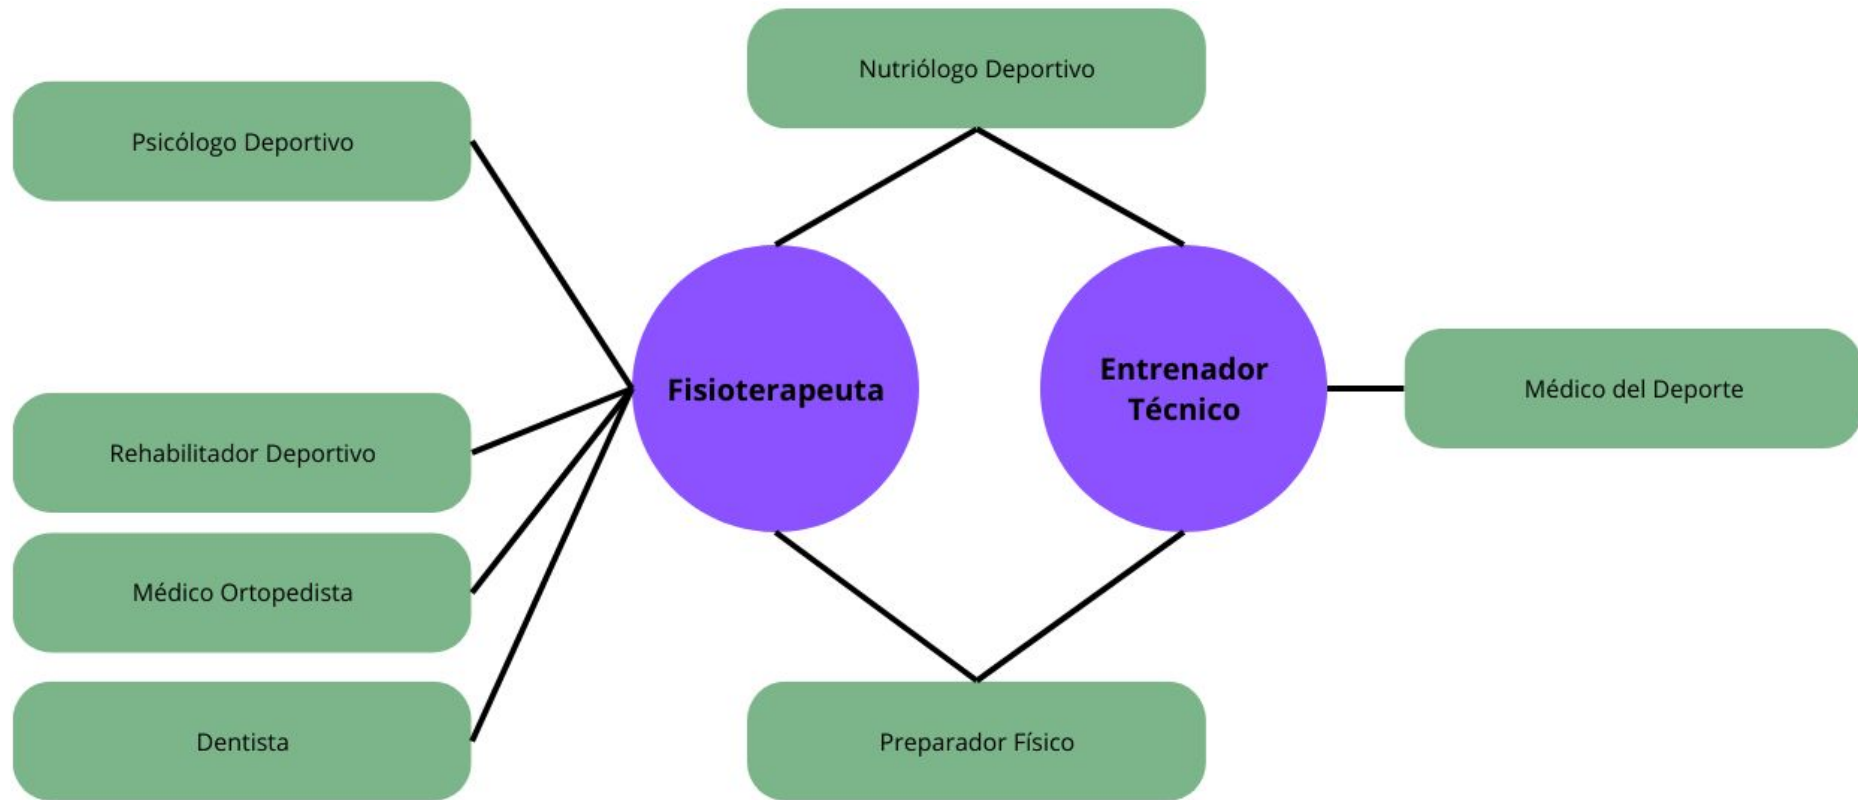 Nutriólogo Deportivo
Psicólogo Deportivo
Fisioterapeuta
Entrenador
Técnico
Médico del Deporte
Rehabilitador Deportivo
Médico Ortopedista
Dentista
Preparador Físico